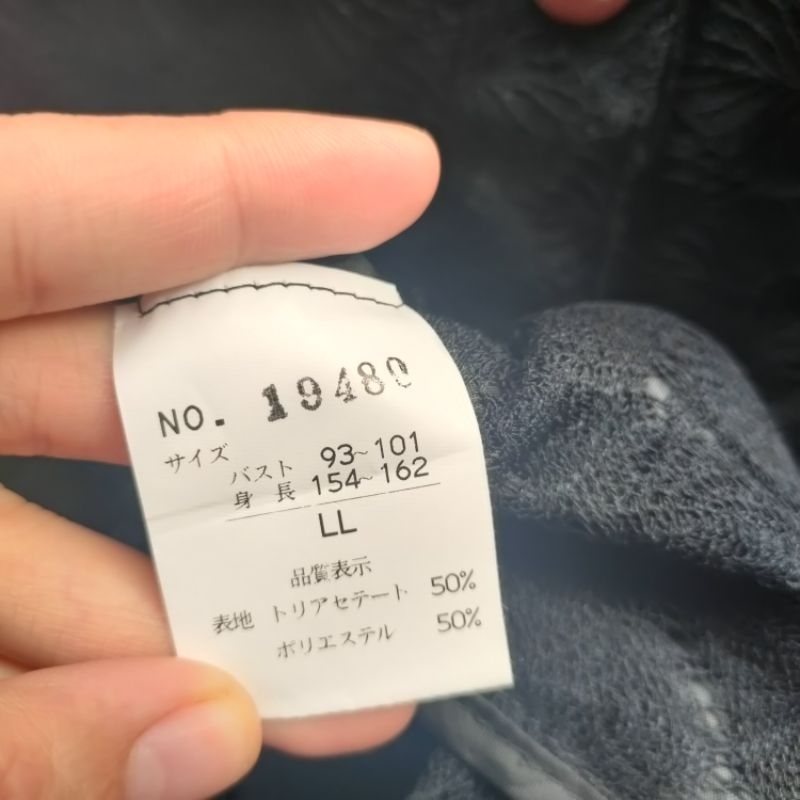 NO. 19480
サイズ
バスト 93~101
身長 154~162
LL
品質表示
表地 トリアセテート 50%
ポリエステル 50%